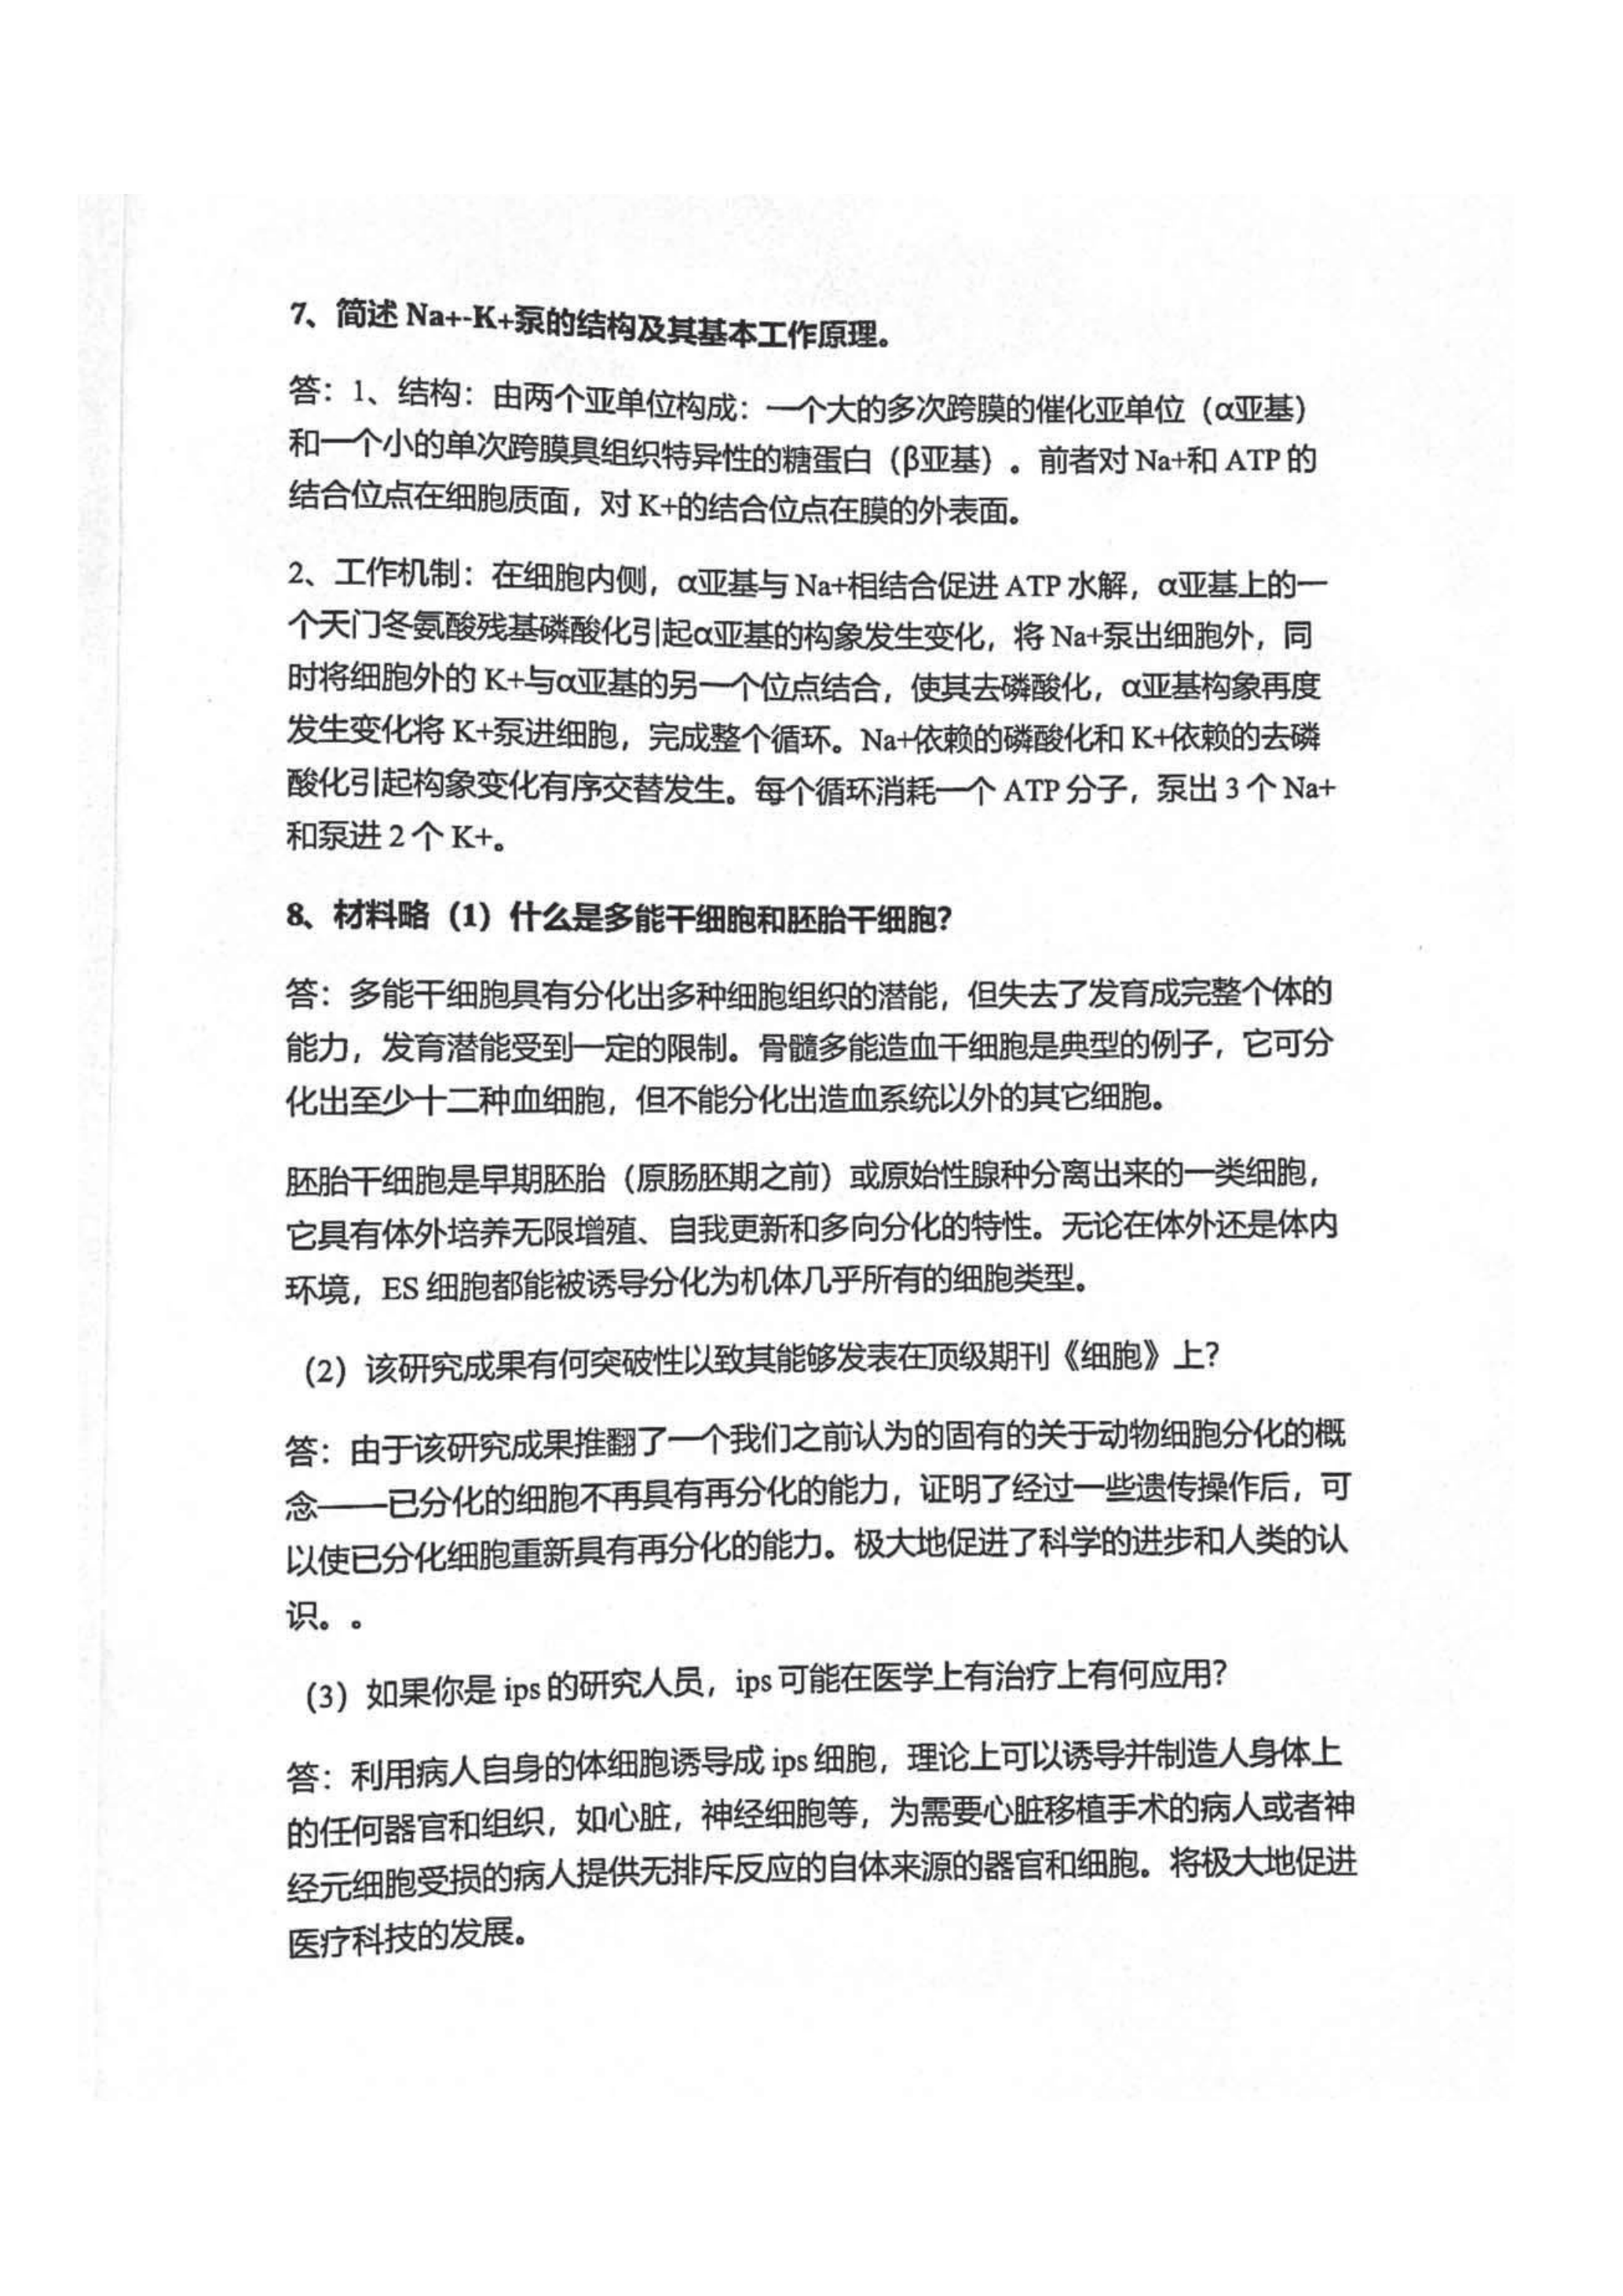 7、简述 Na+-K+泵的结构及其基本工作原理。
答：1、结构：由两个亚单位构成：一个大的多次跨膜的催化亚单位（α亚基）
和一个小的单次跨膜具组织特异性的糖蛋白（β亚基）。前者对 Na+和 ATP 的
结合位点在细胞质面，对 K+的结合位点在膜的外表面。
2、工作机制：在细胞内侧，α亚基与 Na+相结合促进 ATP 水解，α亚基上的一
个天门冬氨酸残基磷酸化引起α亚基的构象发生变化，将 Na+泵出细胞外，同
时将细胞外的 K+与α亚基的另一个位点结合，使其去磷酸化，α亚基构象再度
发生变化将 K+泵进细胞，完成整个循环。Na+依赖的磷酸化和 K+依赖的去磷
酸化引起构象变化有序交替发生。每个循环消耗一个 ATP 分子，泵出 3 个 Na+
和泵进 2 个 K+。
8、材料略（1）什么是多能干细胞和胚胎干细胞？
答：多能干细胞具有分化出多种细胞组织的潜能，但失去了发育成完整个体的
能力，发育潜能受到一定的限制。骨髓多能造血干细胞是典型的例子，它可分
化出至少十二种血细胞，但不能分化出造血系统以外的其它细胞。
胚胎干细胞是早期胚胎（原肠胚期之前）或原始性腺种分离出来的一类细胞，
它具有体外培养无限增殖、自我更新和多向分化的特性。无论在体外还是体内
环境，ES 细胞都能被诱导分化为机体几乎所有的细胞类型。
（2）该研究成果有何突破性以致其能够发表在顶级期刊《细胞》上？
答：由于该研究成果推翻了一个我们之前认为的固有的关于动物细胞分化的概
念——已分化的细胞不再具有再分化的能力，证明了经过一些遗传操作后，可
以使已分化细胞重新具有再分化的能力。极大地促进了科学的进步和人类的认
识。。
（3）如果你是 ips 的研究人员，ips 可能在医学上有治疗上有何应用？
答：利用病人自身的体细胞诱导成 ips 细胞，理论上可以诱导并制造人身体上
的任何器官和组织，如心脏，神经细胞等，为需要心脏移植手术的病人或者神
经元细胞受损的病人提供无排斥反应的自体来源的器官和细胞。将极大地促进
医疗科技的发展。